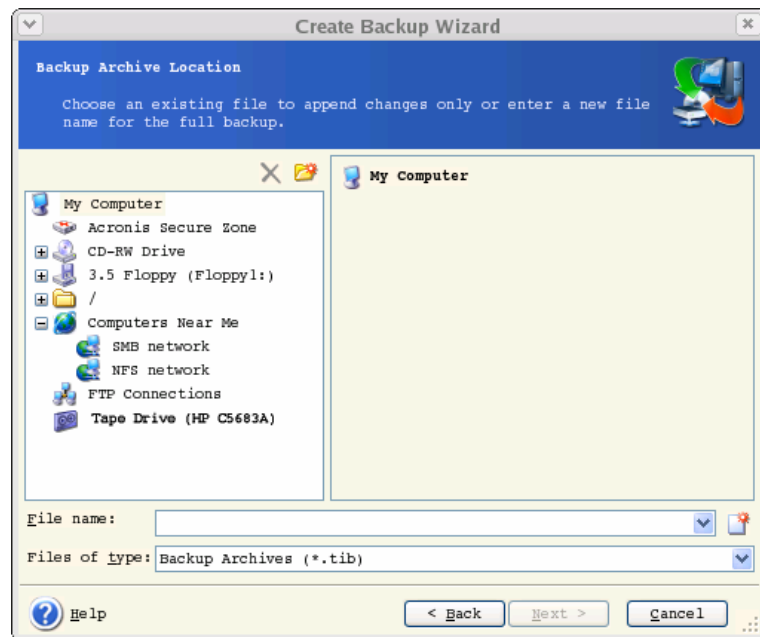 Create Backup Wizard
Backup Archive Location
Choose an existing file to append changes only or enter a new file
name for the full backup.
My Computer
Acronis Secure Zone
CD-RW Drive
3.5 Floppy (Floppy1:)
/
Computers Near Me
SMB network
NFS network
FTP Connections
Tape Drive (HP C5683A)
My Computer
File name:
Files of type: Backup Archives (*.tib)
Help
< Back
Next >
Cancel